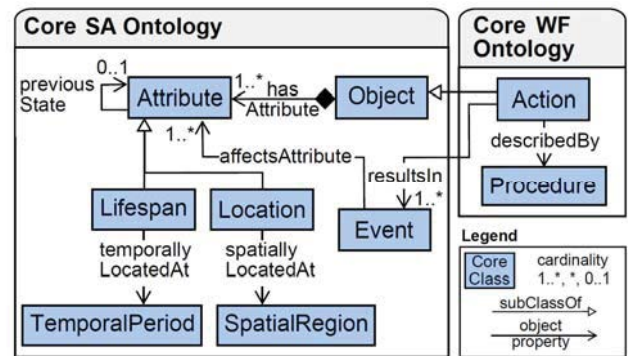 Core SA Ontology
Core WF
Ontology
previous
State
0..1
Attribute
1..*
has
Attribute
Object
Action
1..*
affectsAttribute
describedBy
resultsIn
1..*
Procedure
Lifespan
Location
Event
temporally
LocatedAt
spatially
LocatedAt
TemporalPeriod
SpatialRegion
Legend
Core
Class
cardinality
1..*, *, 0..1
subClassOf
object
property